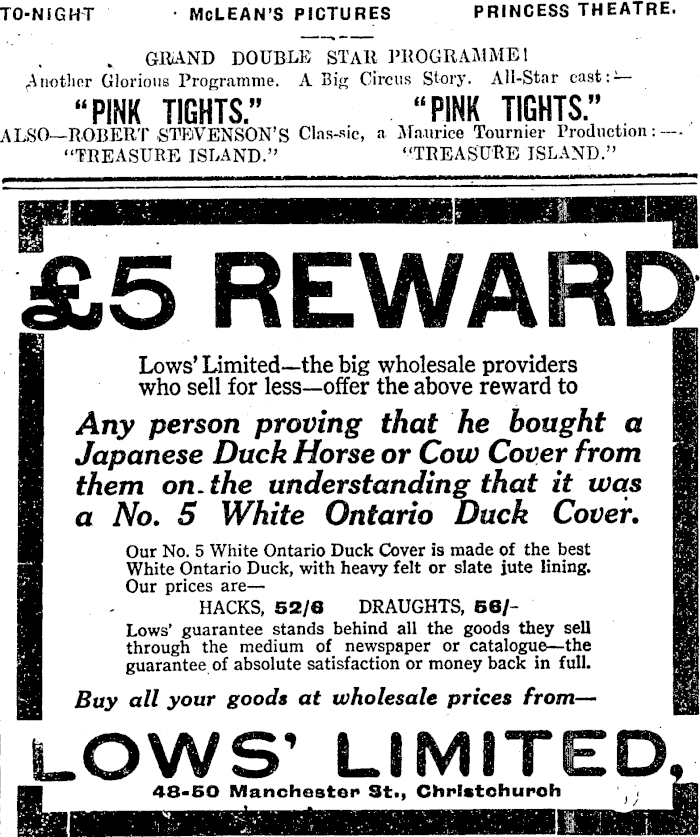 TO-NIGHT McLEAN'S PICTURES PRINCESS THEATRE.
GRAND DOUBLE STAR PROGRAMME!
Another Glorious Programme. A Big Circus Story. All-Star cast:—
"PINK TIGHTS." "PINK TIGHTS."
ALSO—ROBERT STEVENSON'S Classic, a Maurice Tournier Production:—
"TREASURE ISLAND." "TREASURE ISLAND."
£5 REWARD
Lows' Limited—the big wholesale providers
who sell for less—offer the above reward to
Any person proving that he bought a
Japanese Duck Horse or Cow Cover from
them on the understanding that it was
a No. 5 White Ontario Duck Cover.
Our No. 5 White Ontario Duck Cover is made of the best
White Ontario Duck, with heavy felt or slate jute lining.
Our prices are—
HACKS, 52/6 DRAUGHTS, 56/-
Lows' guarantee stands behind all the goods they sell
through the medium of newspaper or catalogue—the
guarantee of absolute satisfaction or money back in full.
Buy all your goods at wholesale prices from—
LOWS' LIMITED,
48-50 Manchester St., Christchurch